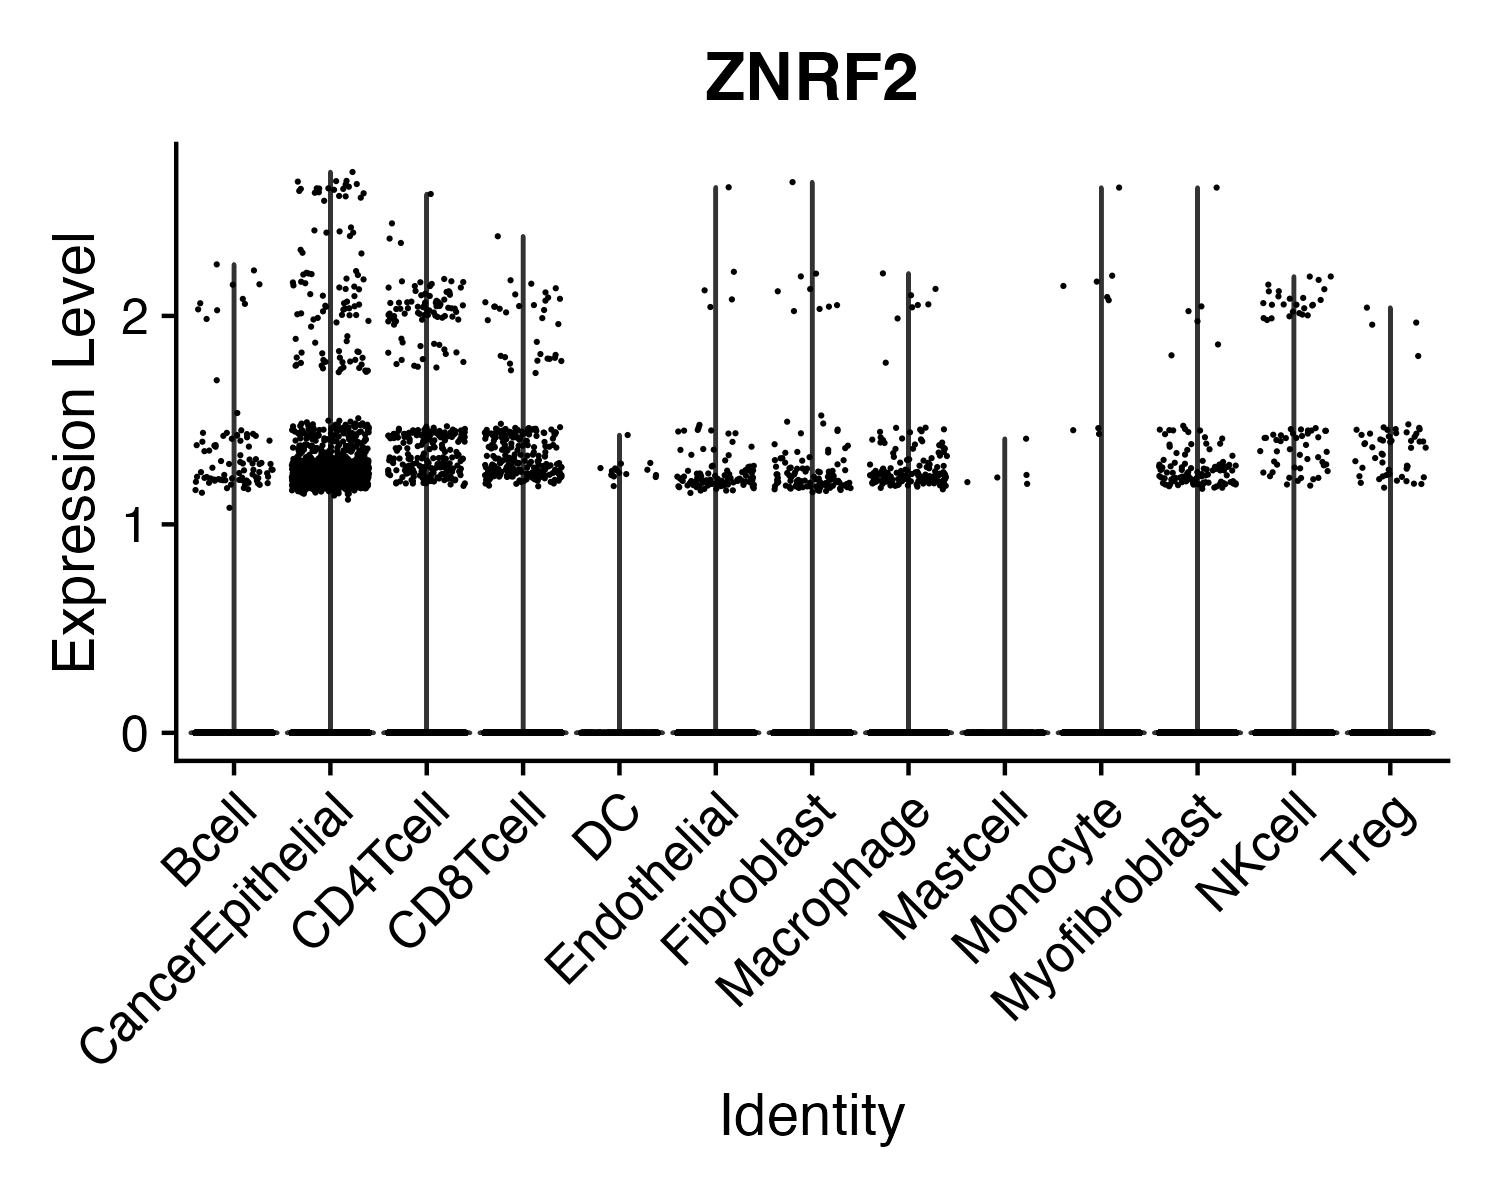 ZNRF2
Expression Level
2
1
0
Bcell
CancerEpithelial
CD4Tcell
CD8Tcell
DC
Endothelial
Fibroblast
Macrophage
Mastcell
Monocyte
Myofibroblast
NKcell
Treg
Identity